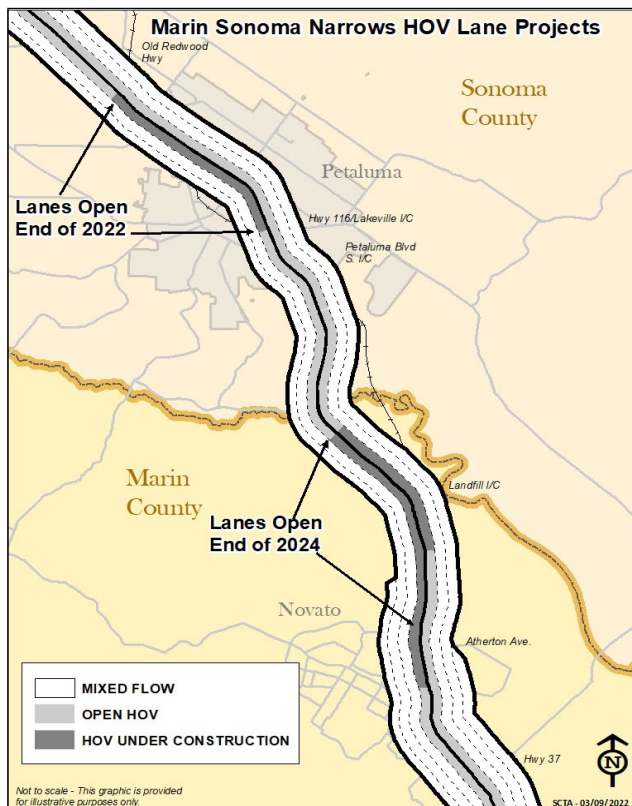 Marin Sonoma Narrows HOV Lane Projects
Old Redwood
Hwy
Sonoma
County
Petaluma
Lanes Open
End of 2022
Hwy 116/Lakeville I/C
Petaluma Blvd
S. I/C
Marin
County
Landfill I/C
Lanes Open
End of 2024
Novato
Atherton Ave.
MIXED FLOW
OPEN HOV
HOV UNDER CONSTRUCTION
Hwy 37
N
Not to scale - This graphic is provided
for illustrative purposes only.
SCTA - 03/09/2022